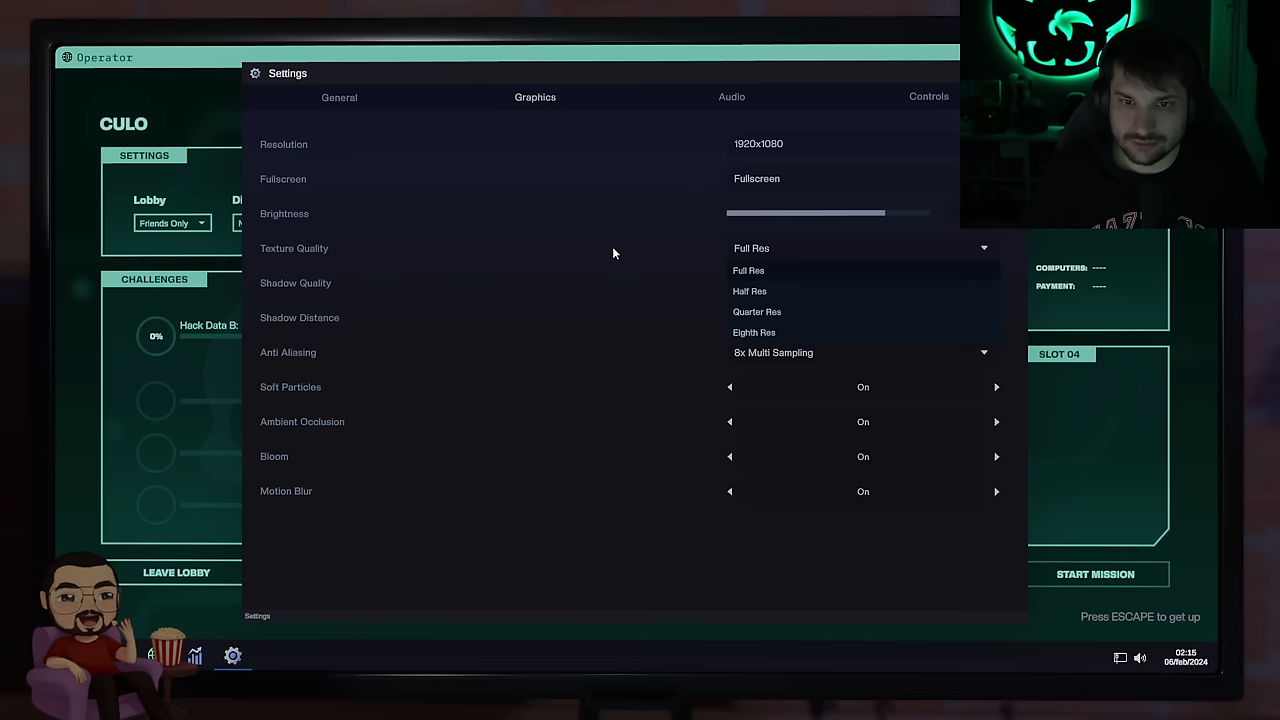 Operator
Settings
General
Graphics
Audio
Controls
CULO
SETTINGS
Lobby
Friends Only
CHALLENGES
0%
Hack Data B:
LEAVE LOBBY
Resolution
1920x1080
Fullscreen
Fullscreen
Brightness
Texture Quality
Full Res
Full Res
Half Res
Quarter Res
Eighth Res
Shadow Quality
Shadow Distance
Anti Aliasing
8x Multi Sampling
Soft Particles
On
Ambient Occlusion
On
Bloom
On
Motion Blur
On
Settings
COMPUTERS: ----
PAYMENT: ----
SLOT 04
START MISSION
Press ESCAPE to get up
02:15
06/feb/2024